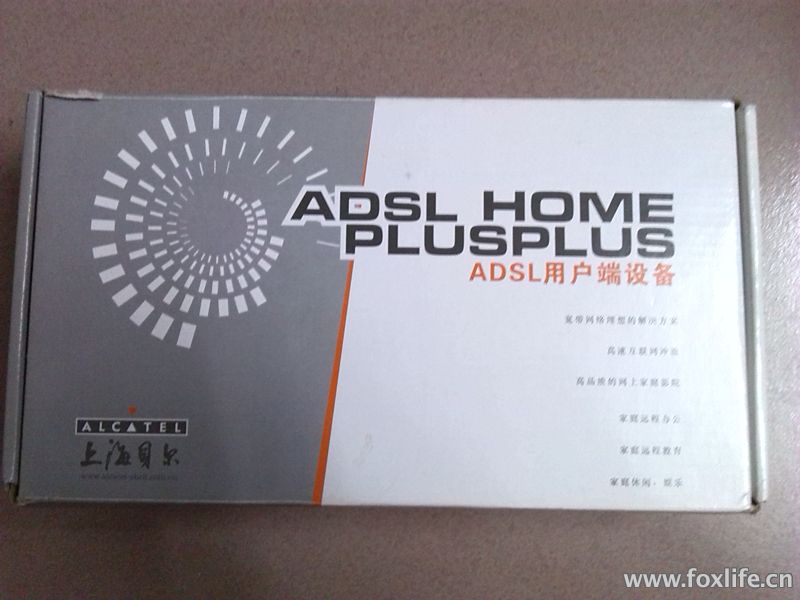 ADSL HOME
PLUSPLUS
ADSL用户端设备
宽带网络理想的解决方案
高速互联网冲浪
高品质的网上家庭影院
家庭远程办公
家庭远程教育
家庭休闲、娱乐
ALCATEL
上海贝尔
www.foxlife.cn